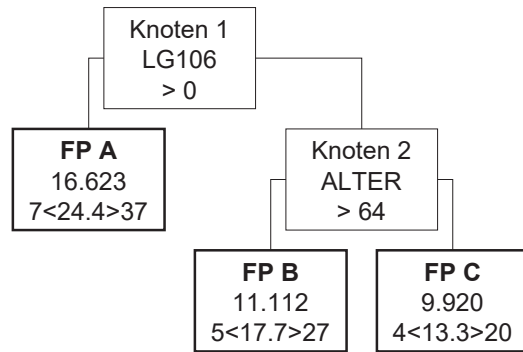 Knoten 1
LG106
> 0
FP A
16.623
7<24.4>37
Knoten 2
ALTER
> 64
FP B
11.112
5<17.7>27
FP C
9.920
4<13.3>20